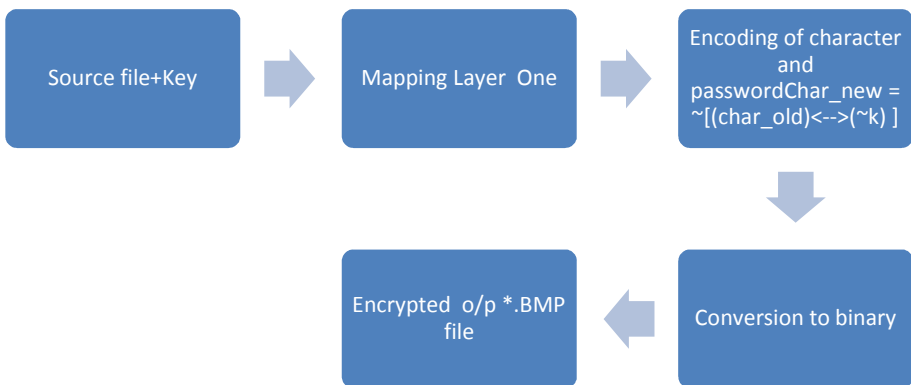 Source file+Key
Mapping Layer One
Encoding of character
and
passwordChar_new =
~[(char_old)<-->(~k) ]
Conversion to binary
Encrypted o/p *.BMP
file